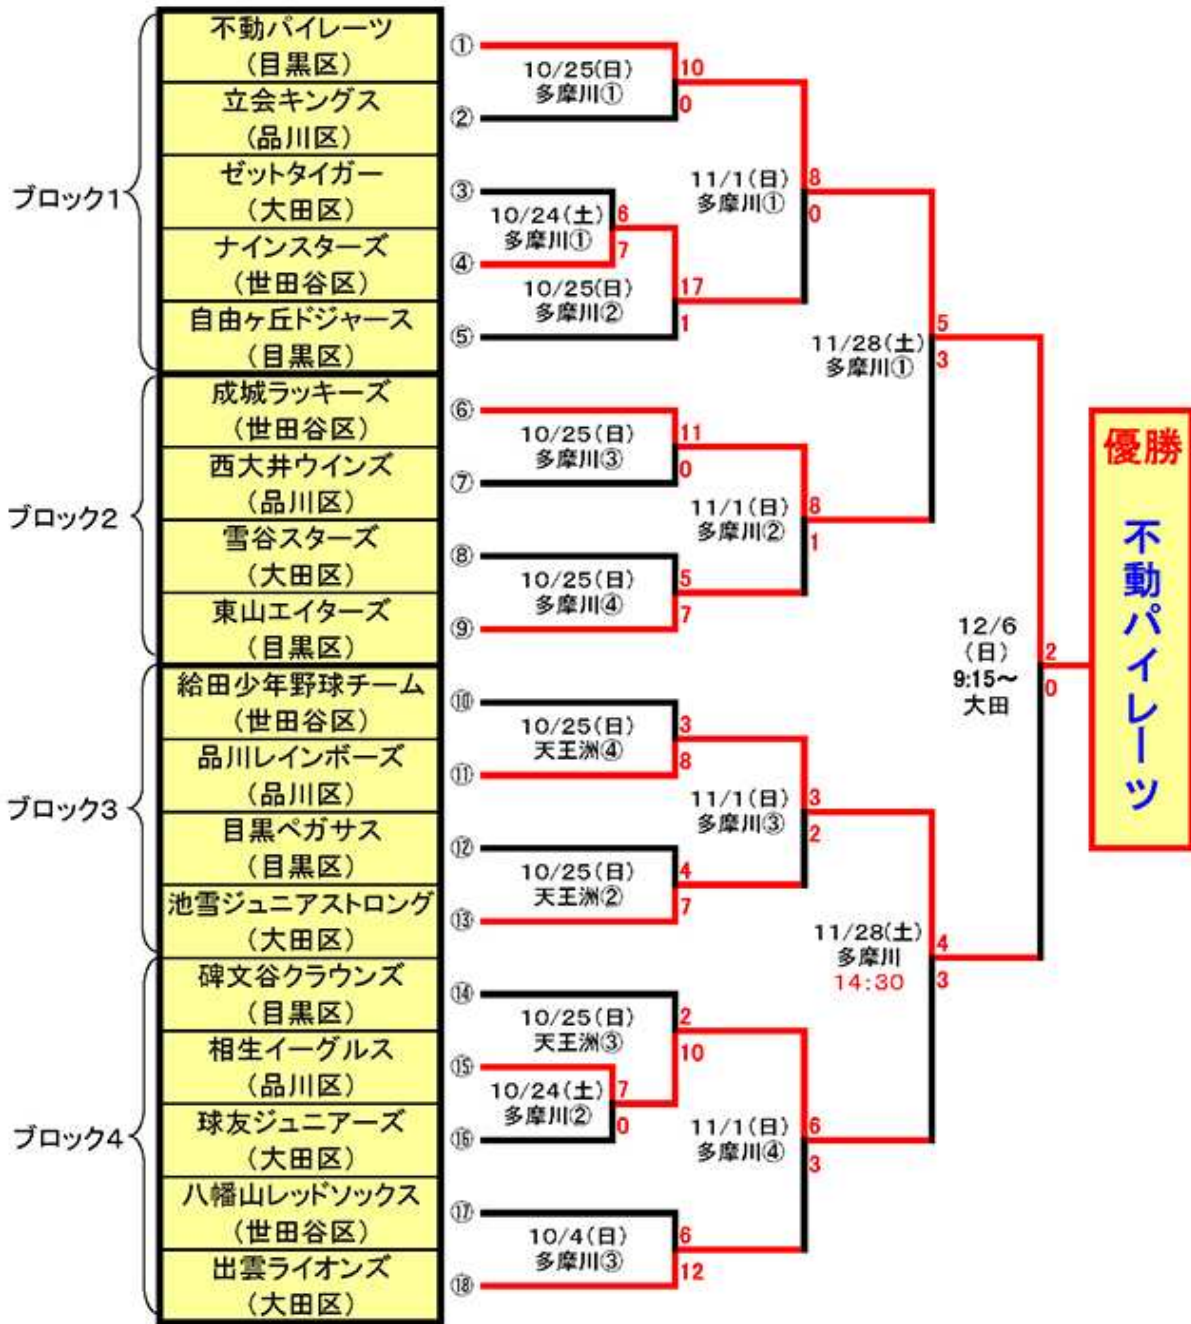 ブロック1
不動パイレーツ
(目黒区)
①
立会キングス
(品川区)
②
ゼットタイガー
(大田区)
③
ナインスターズ
(世田谷区)
④
自由ヶ丘ドジャース
(目黒区)
⑤
10/25(日)
多摩川①
10
0
10/24(土)
多摩川①
6
7
10/25(日)
多摩川②
17
1
11/1(日)
多摩川①
8
0
ブロック2
成城ラッキーズ
(世田谷区)
⑥
西大井ウインズ
(品川区)
⑦
雪谷スターズ
(大田区)
⑧
東山エイターズ
(目黒区)
⑨
10/25(日)
多摩川③
11
0
10/25(日)
多摩川④
5
7
11/1(日)
多摩川②
8
1
11/28(土)
多摩川①
5
3
ブロック3
給田少年野球チーム
(世田谷区)
⑩
品川レインボーズ
(品川区)
⑪
目黒ペガサス
(目黒区)
⑫
池雪ジュニアストロング
(大田区)
⑬
10/25(日)
天王洲④
3
8
10/25(日)
天王洲②
4
7
11/1(日)
多摩川③
3
2
ブロック4
碑文谷クラウンズ
(目黒区)
⑭
相生イーグルス
(品川区)
⑮
球友ジュニアーズ
(大田区)
⑯
八幡山レッドソックス
(世田谷区)
⑰
出雲ライオンズ
(大田区)
⑱
10/25(日)
天王洲③
2
10
10/24(土)
多摩川②
7
0
10/4(日)
多摩川③
6
12
11/1(日)
多摩川④
6
3
11/28(土)
多摩川
14:30
4
3
12/6
(日)
9:15～
大田
2
0
優勝
不動パイレーツ